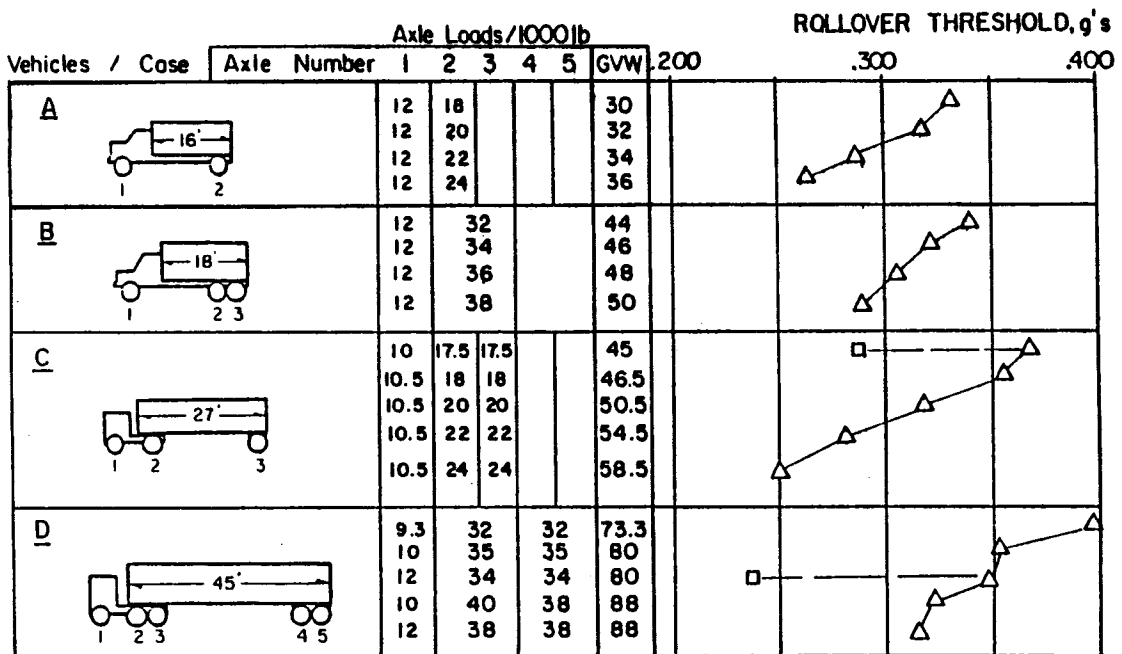 ROLLOVER THRESHOLD, g's
Axle Loads/1000 lb
Vehicles / Case Axle Number 1 2 3 4 5 GVW .200 .300 .400
A
12 18 30
12 20 32
12 22 34
12 24 36
16'
1 2
B
12 32 44
12 34 46
12 36 48
12 38 50
18'
1 2 3
C
10 17.5 17.5 45
10.5 18 18 46.5
10.5 20 20 50.5
10.5 22 22 54.5
10.5 24 24 58.5
27'
1 2 3
D
9.3 32 32 73.3
10 35 35 80
12 34 34 80
10 40 38 88
12 38 38 88
45'
1 2 3 4 5